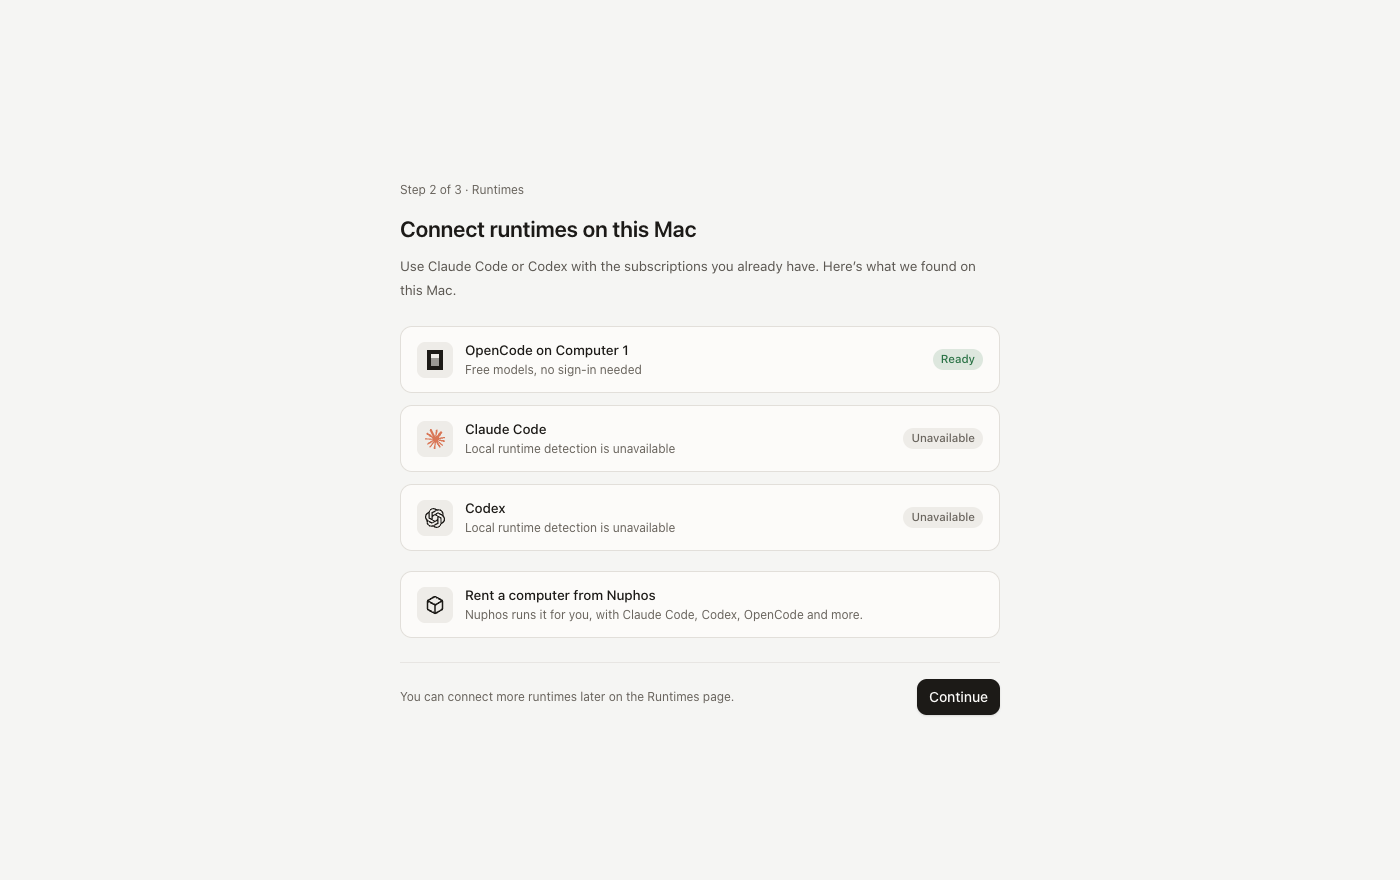 Step 2 of 3 · Runtimes
Connect runtimes on this Mac
Use Claude Code or Codex with the subscriptions you already have. Here’s what we found on
this Mac.
OpenCode on Computer 1
Free models, no sign-in needed
Ready
Claude Code
Local runtime detection is unavailable
Unavailable
Codex
Local runtime detection is unavailable
Unavailable
Rent a computer from Nuphos
Nuphos runs it for you, with Claude Code, Codex, OpenCode and more.
You can connect more runtimes later on the Runtimes page.
Continue